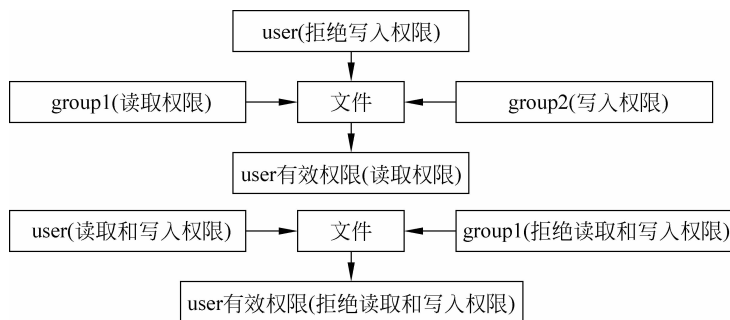 user(拒绝写入权限)
group1(读取权限)
文件
group2(写入权限)
user有效权限(读取权限)
user(读取和写入权限)
文件
group1(拒绝读取和写入权限)
user有效权限(拒绝读取和写入权限)